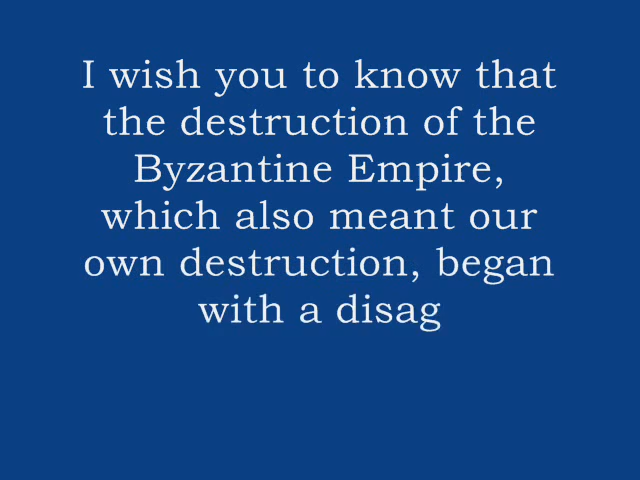 I wish you to know that
the destruction of the
Byzantine Empire,
which also meant our
own destruction, began
with a disag